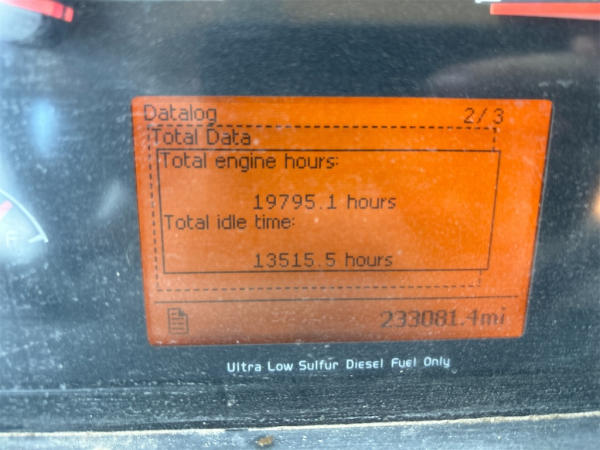 Datalog 2/3
Total Data
Total engine hours:
19795.1 hours
Total idle time:
13515.5 hours
233081.4mi
Ultra Low Sulfur Diesel Fuel Only
F